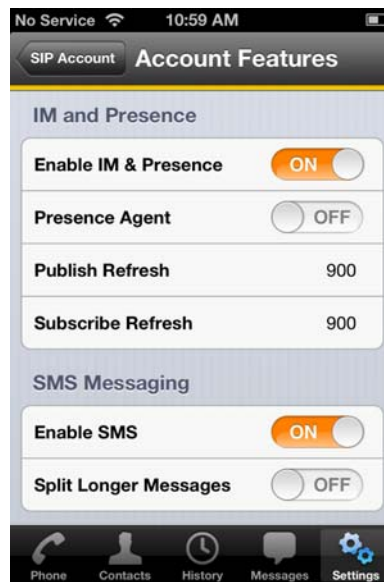 No Service 10:59 AM
SIP Account Account Features
IM and Presence
Enable IM & Presence ON
Presence Agent OFF
Publish Refresh 900
Subscribe Refresh 900
SMS Messaging
Enable SMS ON
Split Longer Messages OFF
Phone Contacts History Messages Settings